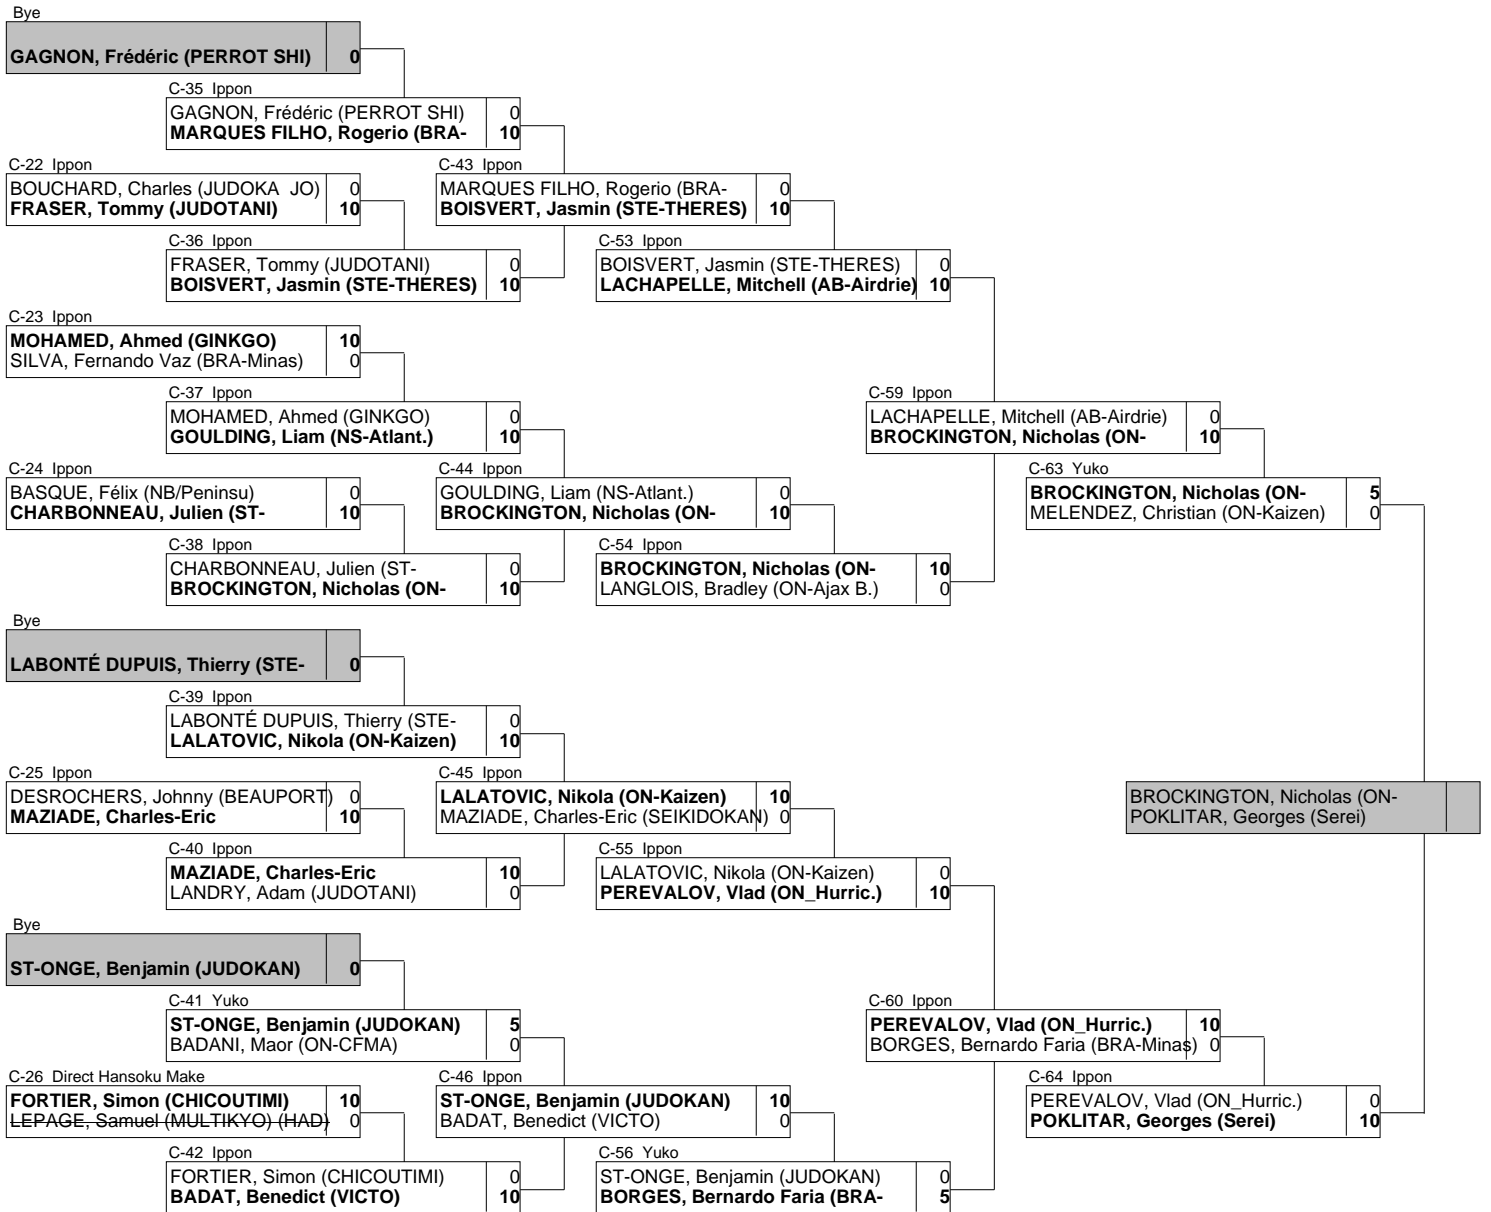 Bye
GAGNON, Frédéric (PERROT SHI) 0
C-35 Ippon
GAGNON, Frédéric (PERROT SHI) 0
MARQUES FILHO, Rogerio (BRA- 10
C-22 Ippon
BOUCHARD, Charles (JUDOKA JO) 0
FRASER, Tommy (JUDOTANI) 10
C-43 Ippon
MARQUES FILHO, Rogerio (BRA- 0
BOISVERT, Jasmin (STE-THERES) 10
C-36 Ippon
FRASER, Tommy (JUDOTANI) 0
BOISVERT, Jasmin (STE-THERES) 10
C-53 Ippon
BOISVERT, Jasmin (STE-THERES) 0
LACHAPELLE, Mitchell (AB-Airdrie) 10
C-23 Ippon
MOHAMED, Ahmed (GINKGO) 10
SILVA, Fernando Vaz (BRA-Minas) 0
C-37 Ippon
MOHAMED, Ahmed (GINKGO) 0
GOULDING, Liam (NS-Atlant.) 10
C-59 Ippon
LACHAPELLE, Mitchell (AB-Airdrie) 0
BROCKINGTON, Nicholas (ON- 10
C-24 Ippon
BASQUE, Félix (NB/Peninsu) 0
CHARBONNEAU, Julien (ST- 10
C-44 Ippon
GOULDING, Liam (NS-Atlant.) 0
BROCKINGTON, Nicholas (ON- 10
C-63 Yuko
BROCKINGTON, Nicholas (ON- 5
MELENDEZ, Christian (ON-Kaizen) 0
C-38 Ippon
CHARBONNEAU, Julien (ST- 0
BROCKINGTON, Nicholas (ON- 10
C-54 Ippon
BROCKINGTON, Nicholas (ON- 10
LANGLOIS, Bradley (ON-Ajax B.) 0
Bye
LABONTÉ DUPUIS, Thierry (STE- 0
C-39 Ippon
LABONTÉ DUPUIS, Thierry (STE- 0
LALATOVIC, Nikola (ON-Kaizen) 10
C-25 Ippon
DESROCHERS, Johnny (BEAUPORT) 0
MAZIADE, Charles-Eric 10
C-45 Ippon
LALATOVIC, Nikola (ON-Kaizen) 10
MAZIADE, Charles-Eric (SEIKIDOKAN) 0
BROCKINGTON, Nicholas (ON-
POKLITAR, Georges (Serei)
C-40 Ippon
MAZIADE, Charles-Eric 10
LANDRY, Adam (JUDOTANI) 0
C-55 Ippon
LALATOVIC, Nikola (ON-Kaizen) 0
PEREVALOV, Vlad (ON_Hurric.) 10
Bye
ST-ONGE, Benjamin (JUDOKAN) 0
C-41 Yuko
ST-ONGE, Benjamin (JUDOKAN) 5
BADANI, Maor (ON-CFMA) 0
C-60 Ippon
PEREVALOV, Vlad (ON_Hurric.) 10
BORGES, Bernardo Faria (BRA-Minas) 0
C-26 Direct Hansoku Make
FORTIER, Simon (CHICOUTIMI) 10
LEPAGE, Samuel (MULTIKYO) (HAD) 0
C-46 Ippon
ST-ONGE, Benjamin (JUDOKAN) 10
BADAT, Benedict (VICTO) 0
C-64 Ippon
PEREVALOV, Vlad (ON_Hurric.) 0
POKLITAR, Georges (Serei) 10
C-42 Ippon
FORTIER, Simon (CHICOUTIMI) 0
BADAT, Benedict (VICTO) 10
C-56 Yuko
ST-ONGE, Benjamin (JUDOKAN) 0
BORGES, Bernardo Faria (BRA- 5